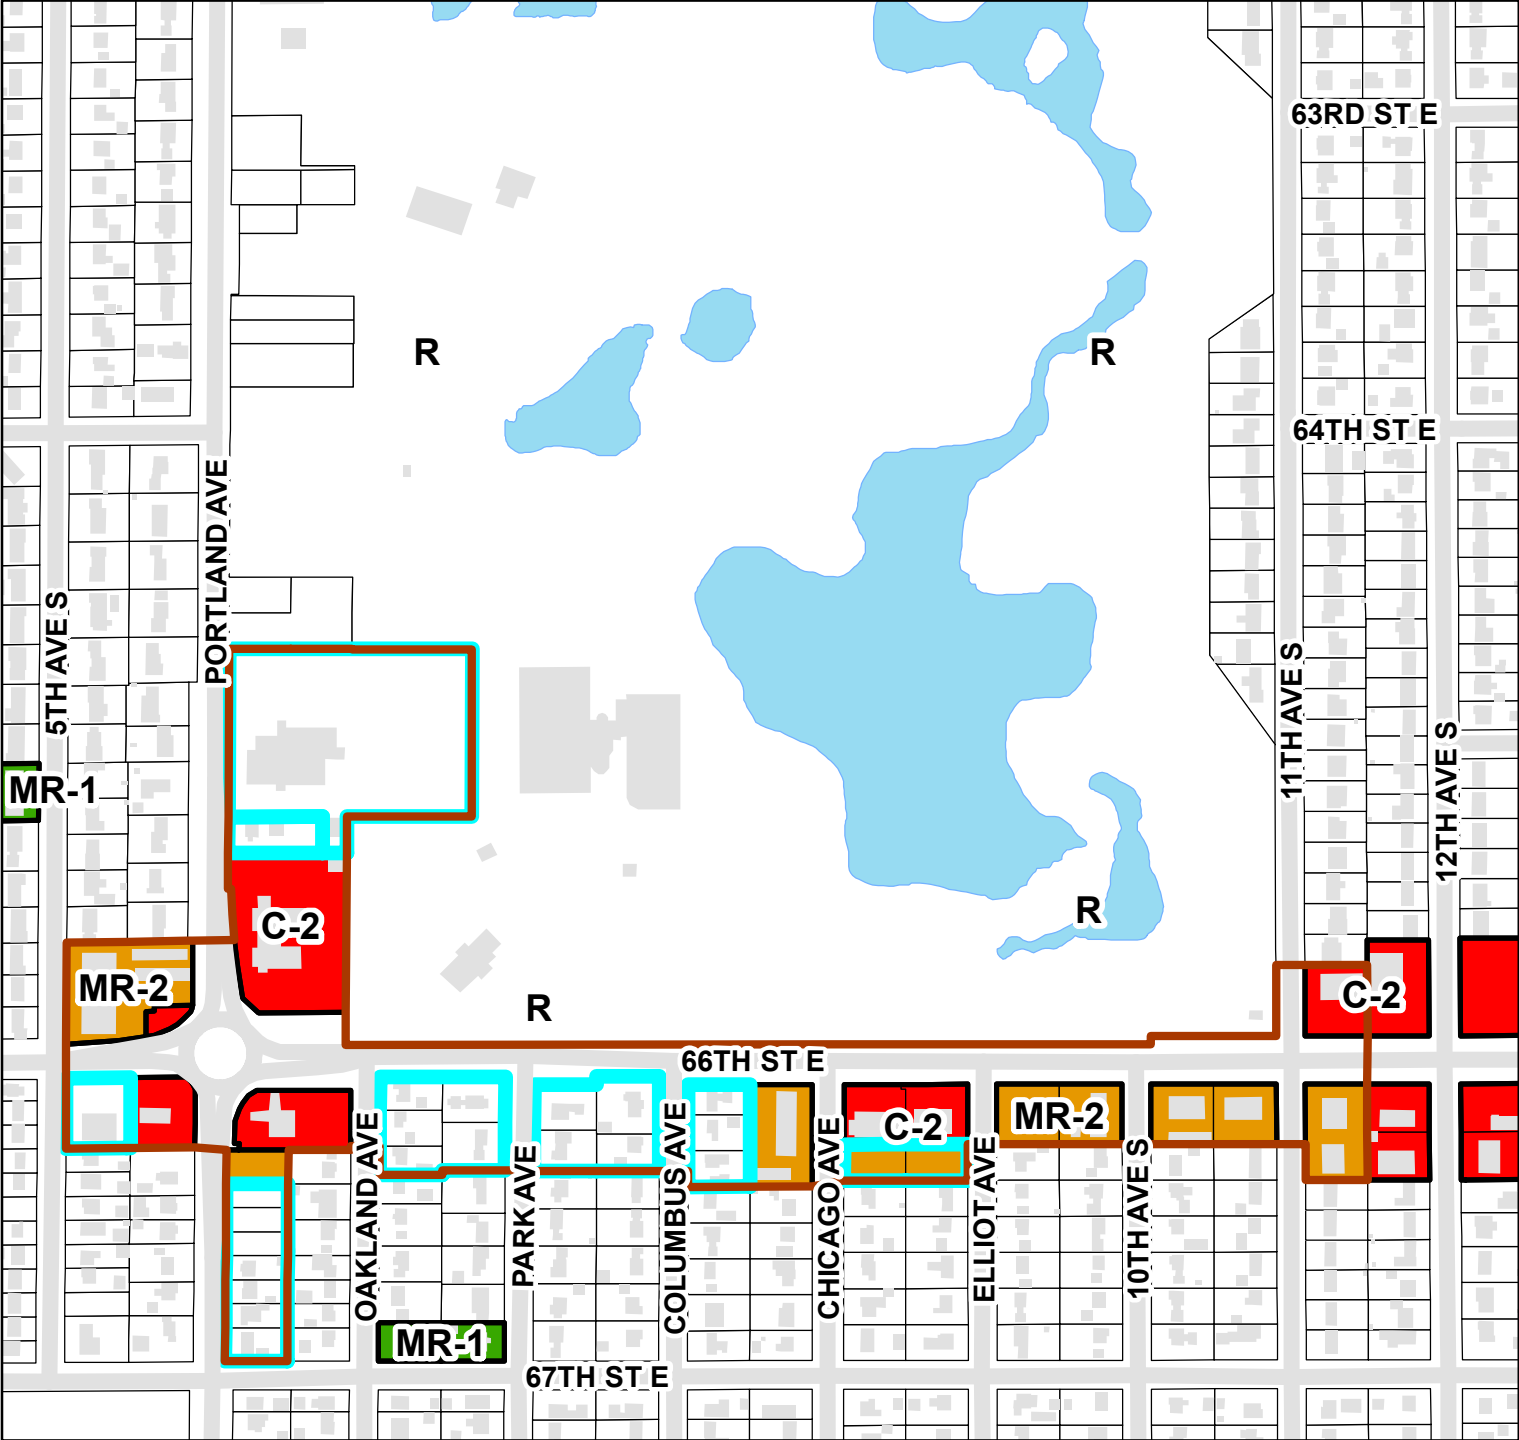 63RD ST E
R
R
64TH ST E
PORTLAND AVE
5TH AVE S
11TH AVE S
12TH AVE S
MR-1
C-2
R
MR-2
R
C-2
66TH ST E
C-2
MR-2
OAKLAND AVE
PARK AVE
COLUMBUS AVE
CHICAGO AVE
ELLIOT AVE
10TH AVE S
MR-1
67TH ST E